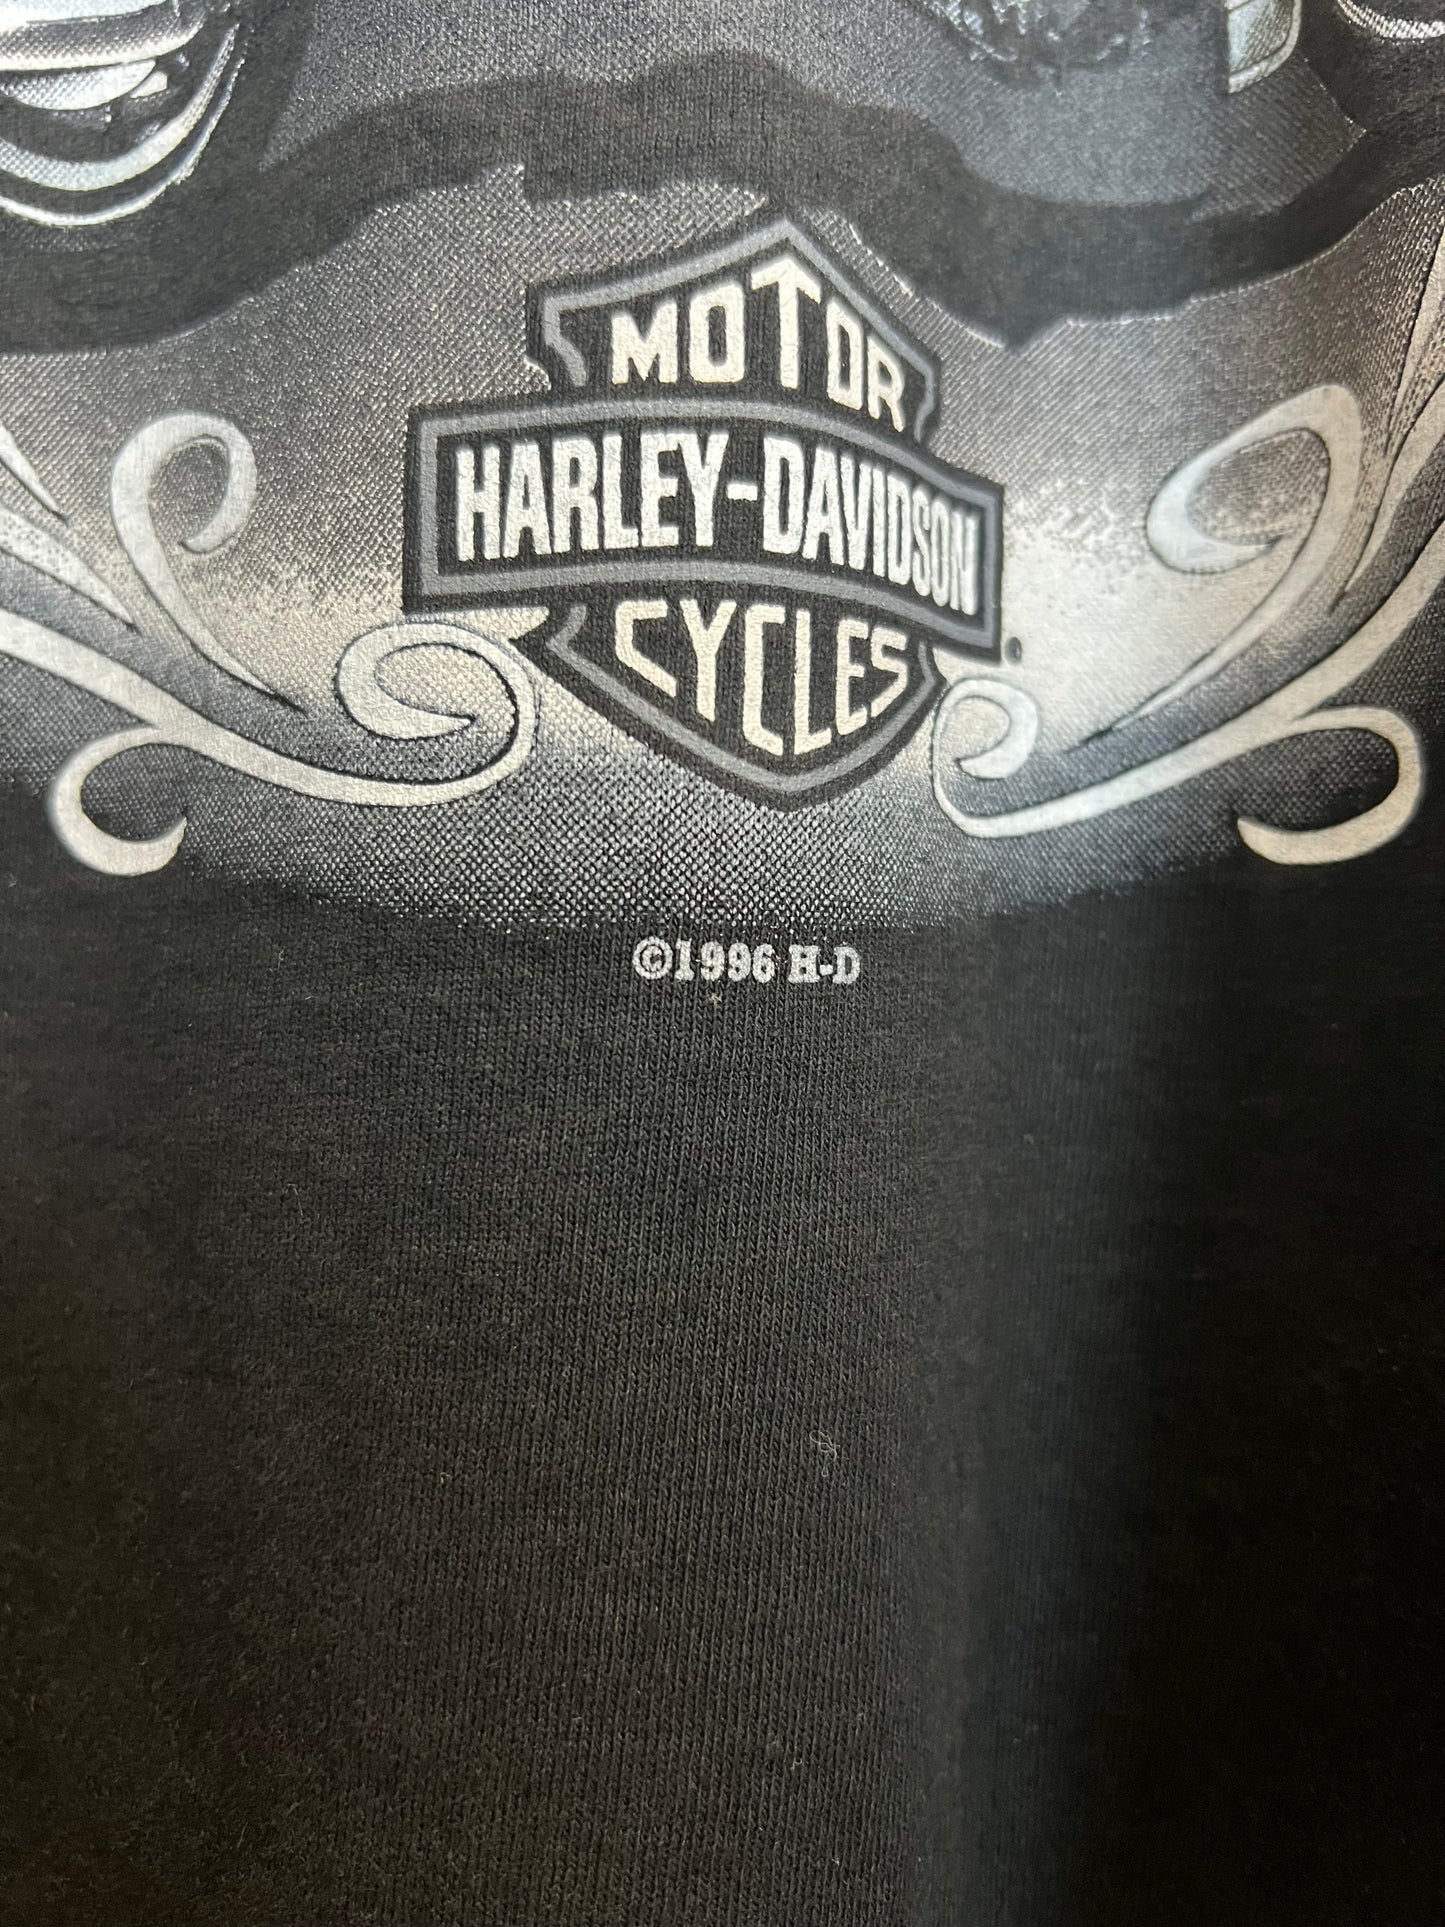 MOTOR
HARLEY-DAVIDSON
CYCLES
©1996 H-D